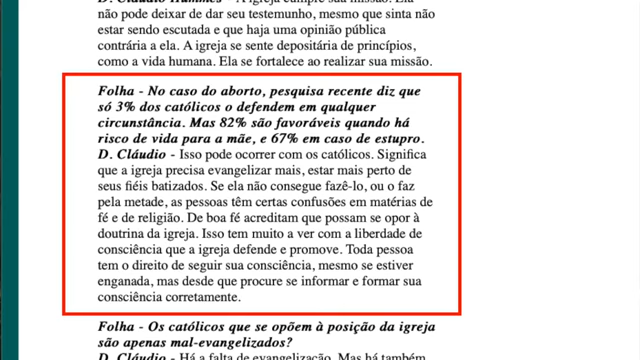 D. Cláudio Hummes - A igreja cumpre sua missão. Ela
não pode deixar de dar seu testemunho, mesmo que sinta não
estar sendo escutada e que haja uma opinião pública
contrária a ela. A igreja se sente depositária de princípios,
como a vida humana. Ela se fortalece ao realizar sua missão.
Folha - No caso do aborto, pesquisa recente diz que
só 3% dos católicos o defendem em qualquer
circunstância. Mas 82% são favoráveis quando há
risco de vida para a mãe, e 67% em caso de estupro.
D. Cláudio - Isso pode ocorrer com os católicos. Significa
que a igreja precisa evangelizar mais, estar mais perto de
seus fiéis batizados. Se ela não consegue fazê-lo, ou o faz
pela metade, as pessoas têm certas confusões em matérias de
fé e de religião. De boa fé acreditam que possam se opor à
doutrina da igreja. Isso tem muito a ver com a liberdade de
consciência que a igreja defende e promove. Toda pessoa
tem o direito de seguir sua consciência, mesmo se estiver
enganada, mas desde que procure se informar e formar sua
consciência corretamente.
Folha - Os católicos que se opõem à posição da igreja
são apenas mal-evangelizados?
D. Cláudio - Há a falta de evangelização. Mas há também